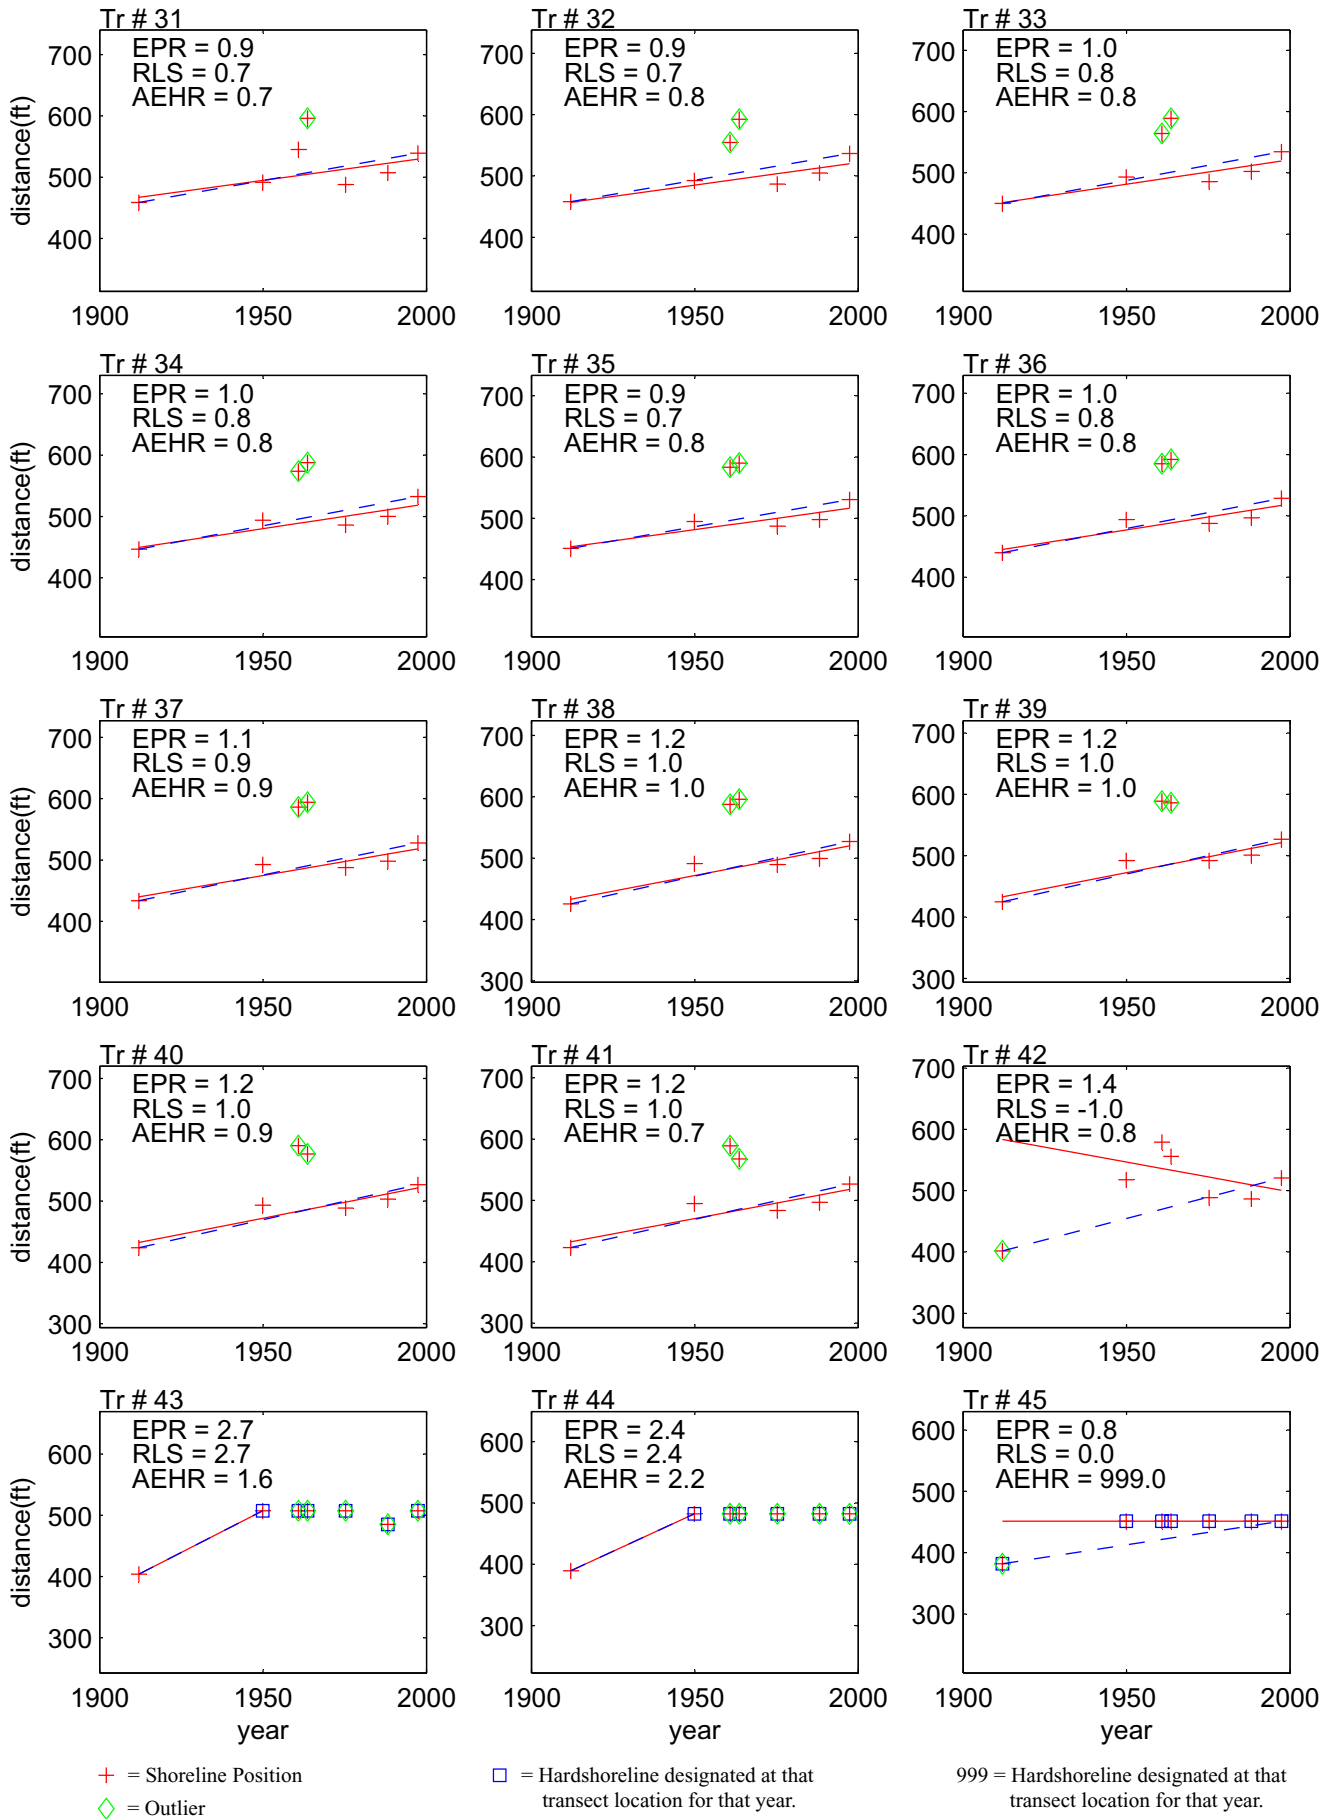 Tr # 31
EPR = 0.9
RLS = 0.7
AEHR = 0.7
700
600
500
400
distance(ft)
1900
1950
2000
Tr # 32
EPR = 0.9
RLS = 0.7
AEHR = 0.8
700
600
500
400
1900
1950
2000
Tr # 33
EPR = 1.0
RLS = 0.8
AEHR = 0.8
700
600
500
400
1900
1950
2000
Tr # 34
EPR = 1.0
RLS = 0.8
AEHR = 0.8
700
600
500
400
distance(ft)
1900
1950
2000
Tr # 35
EPR = 0.9
RLS = 0.7
AEHR = 0.8
700
600
500
400
1900
1950
2000
Tr # 36
EPR = 1.0
RLS = 0.8
AEHR = 0.8
700
600
500
400
1900
1950
2000
Tr # 37
EPR = 1.1
RLS = 0.9
AEHR = 0.9
700
600
500
400
distance(ft)
1900
1950
2000
Tr # 38
EPR = 1.2
RLS = 1.0
AEHR = 1.0
700
600
500
400
300
1900
1950
2000
Tr # 39
EPR = 1.2
RLS = 1.0
AEHR = 1.0
700
600
500
400
300
1900
1950
2000
Tr # 40
EPR = 1.2
RLS = 1.0
AEHR = 0.9
700
600
500
400
300
distance(ft)
1900
1950
2000
Tr # 41
EPR = 1.2
RLS = 1.0
AEHR = 0.7
700
600
500
400
300
1900
1950
2000
Tr # 42
EPR = 1.4
RLS = -1.0
AEHR = 0.8
700
600
500
400
300
1900
1950
2000
Tr # 43
EPR = 2.7
RLS = 2.7
AEHR = 1.6
600
500
400
300
distance(ft)
1900
1950
2000
year
Tr # 44
EPR = 2.4
RLS = 2.4
AEHR = 2.2
600
500
400
300
1900
1950
2000
year
Tr # 45
EPR = 0.8
RLS = 0.0
AEHR = 999.0
600
500
400
300
1900
1950
2000
year
= Shoreline Position
= Outlier
= Hardshoreline designated at that
transect location for that year.
999 = Hardshoreline designated at that
transect location for that year.